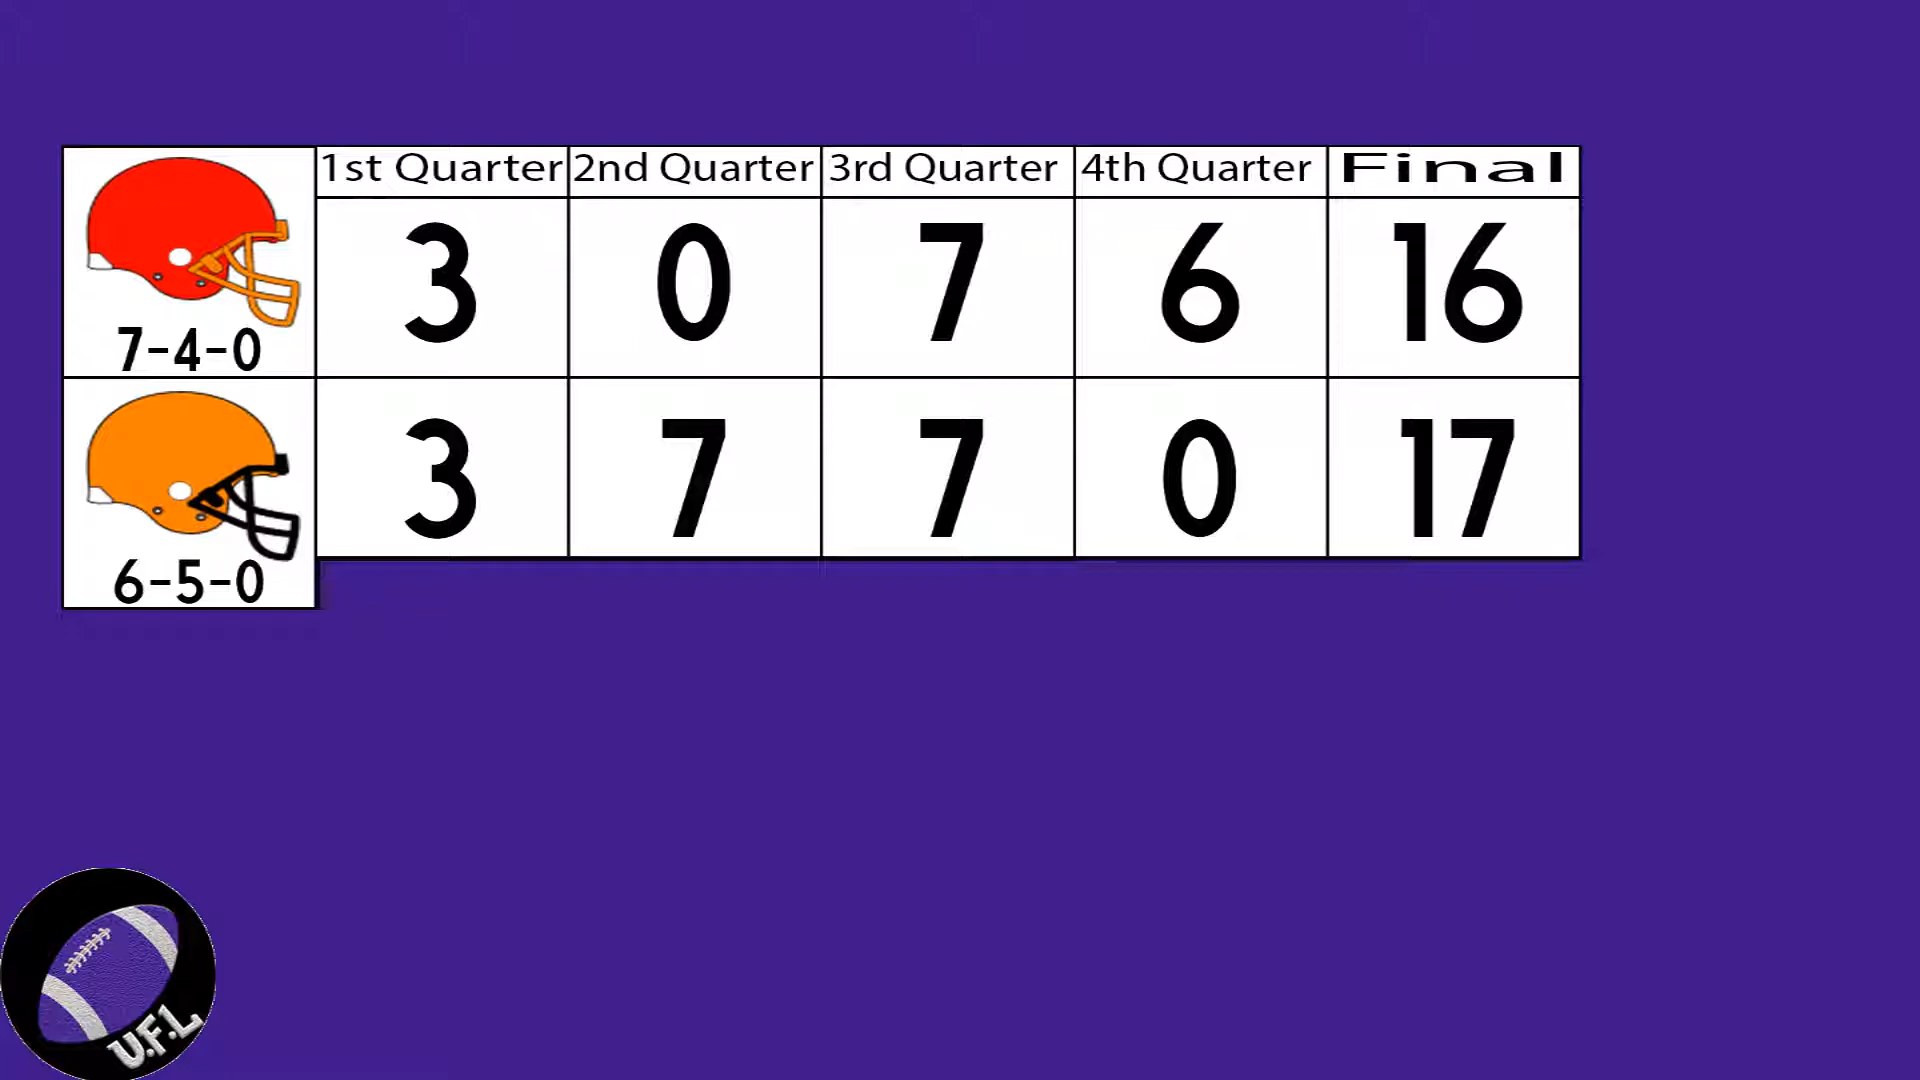 1st Quarter 2nd Quarter 3rd Quarter 4th Quarter Final
3 0 7 6 16
7-4-0
3 7 7 0 17
6-5-0
U.F.L